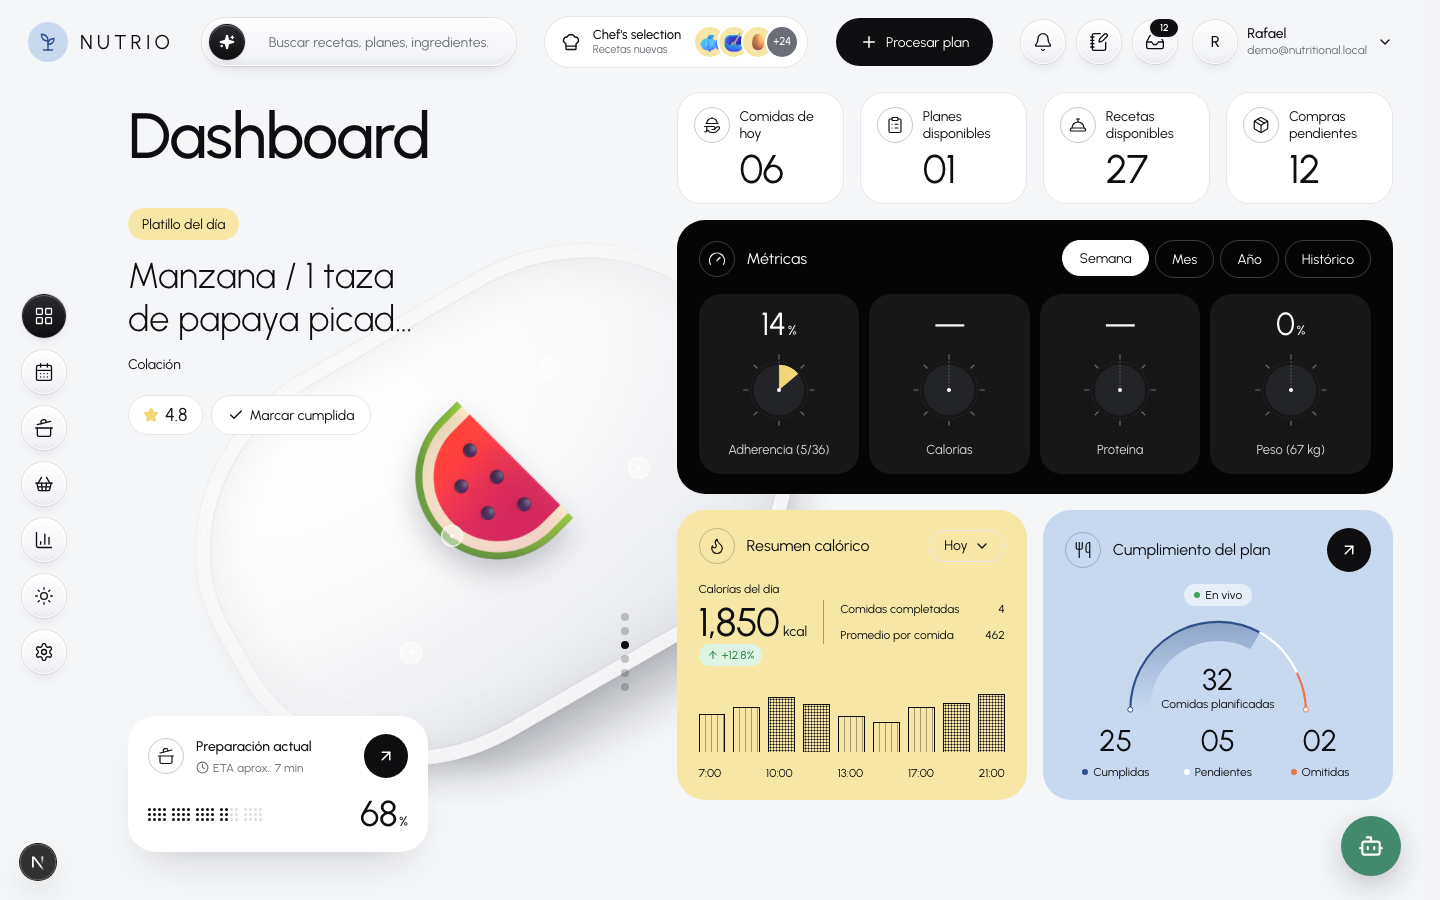 NUTRIO
Buscar recetas, planes, ingredientes.
Chef's selection
Recetas nuevas
+24
Procesar plan
12
R
Rafael
demo@nutritional.local
Dashboard
Comidas de
hoy
06
Planes
disponibles
01
Recetas
disponibles
27
Compras
pendientes
12
Platillo del día
Manzana / 1 taza
de papaya picad...
Colación
4.8
Marcar cumplida
Métricas
Semana
Mes
Año
Histórico
14%
Adherencia (5/36)
—
Calorías
—
Proteína
0%
Peso (67 kg)
Resumen calórico
Hoy
Calorías del día
1,850 kcal
+12.8%
Comidas completadas 4
Promedio por comida 462
7:00 10:00 13:00 17:00 21:00
Cumplimiento del plan
En vivo
32
Comidas planificadas
25 05 02
Cumplidas Pendientes Omitidas
Preparación actual
ETA aprox.: 7 min
68%
N